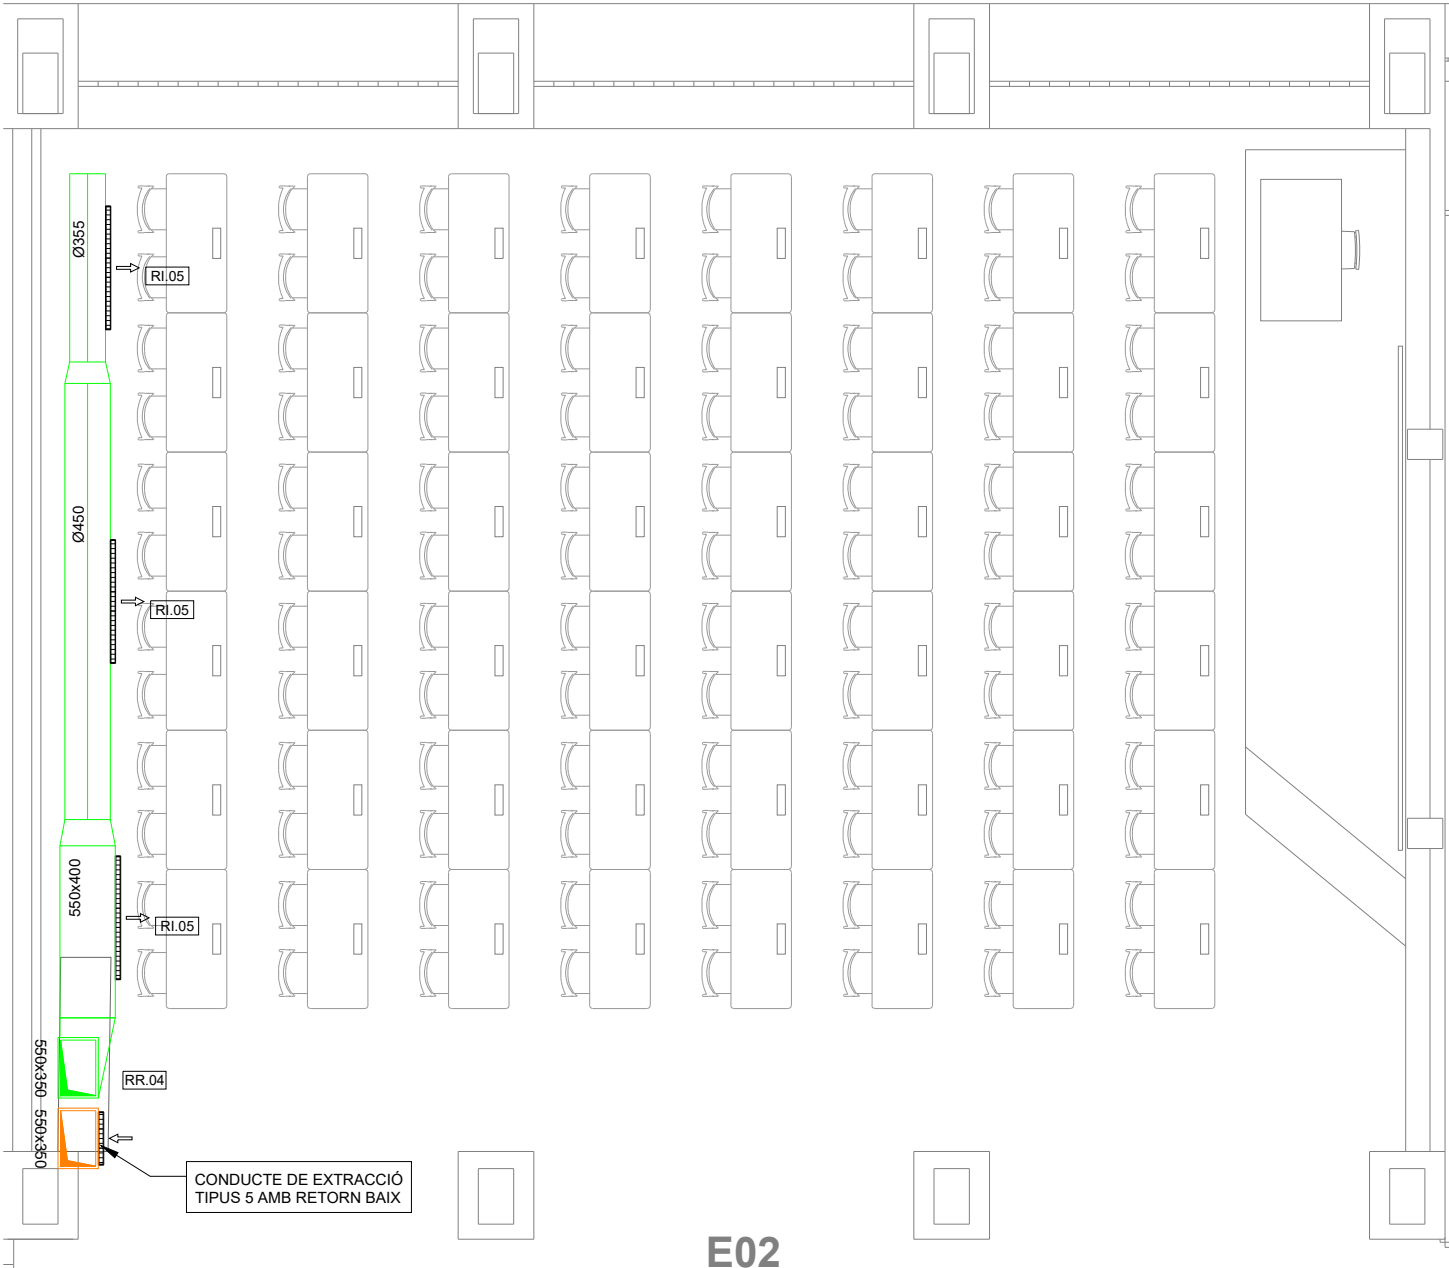 Ø355
RI.05
Ø450
RI.05
550x400
RI.05
550x350
RR.04
550x350
CONDUCTE DE EXTRACCIÓ
TIPUS 5 AMB RETORN BAIX
E02